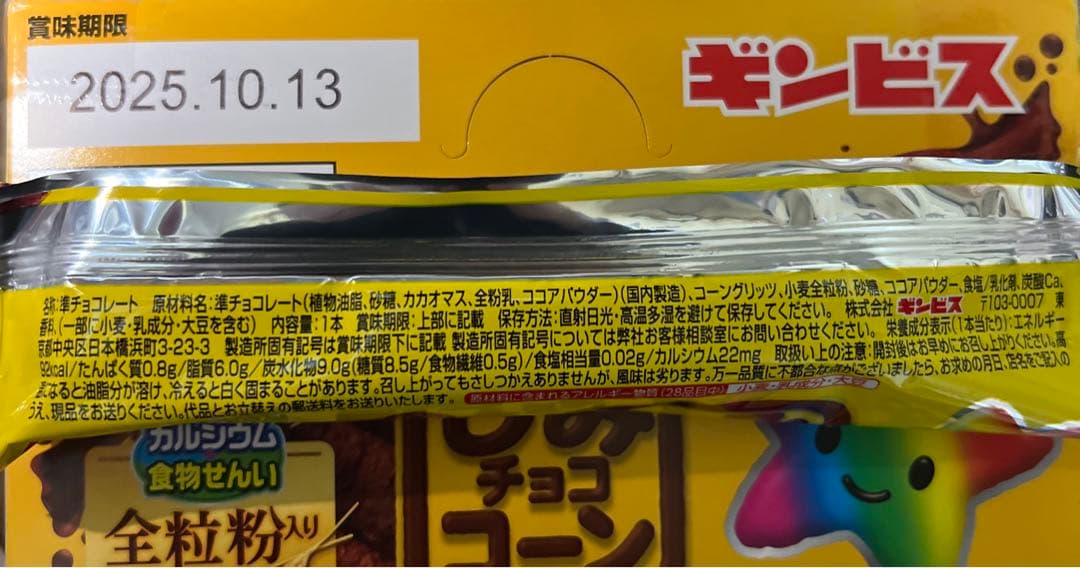 賞味期限
2025.10.13
ギンビス
名称:準チョコレート 原材料名:準チョコレート(植物油脂、砂糖、カカオマス、全粉乳、ココアパウダー)(国内製造)、コーングリッツ、小麦全粒粉、砂糖、ココアパウダー、食塩/乳化剤、炭酸Ca、
香料、(一部に小麦・乳成分・大豆を含む) 内容量:1本 賞味期限:上部に記載 保存方法:直射日光・高温多湿を避けて保存してください。 株式会社 ギンビス 〒103-0007 東
京都中央区日本橋浜町3-23-3 製造所固有記号は賞味期限下に記載 製造所固有記号については弊社お客様相談室にお問い合わせください。 栄養成分表示(1本当たり):エネルギー
92kcal/たんぱく質0.8g/脂質6.0g/炭水化物9.0g(糖質8.5g/食物繊維0.5g)/食塩相当量0.02g/カルシウム22mg 取扱い上の注意:開封後はお早めにお召し上がりください。高
温になると油脂分が溶け、冷えると白く固まることがあります。召し上がってもさしつかえありませんが、風味は劣ります。万一品質に不都合な点がございましたら、お求めの月日、店名をご記入の
うえ、現品をお送りください。代品とお立替えの郵送料をお送りいたします。
原材料に含まれるアレルギー物質(28品目中) 小麦・乳成分・大豆
カルシウム
食物せんい
全粒粉入り
しみ
チョコ
コーン